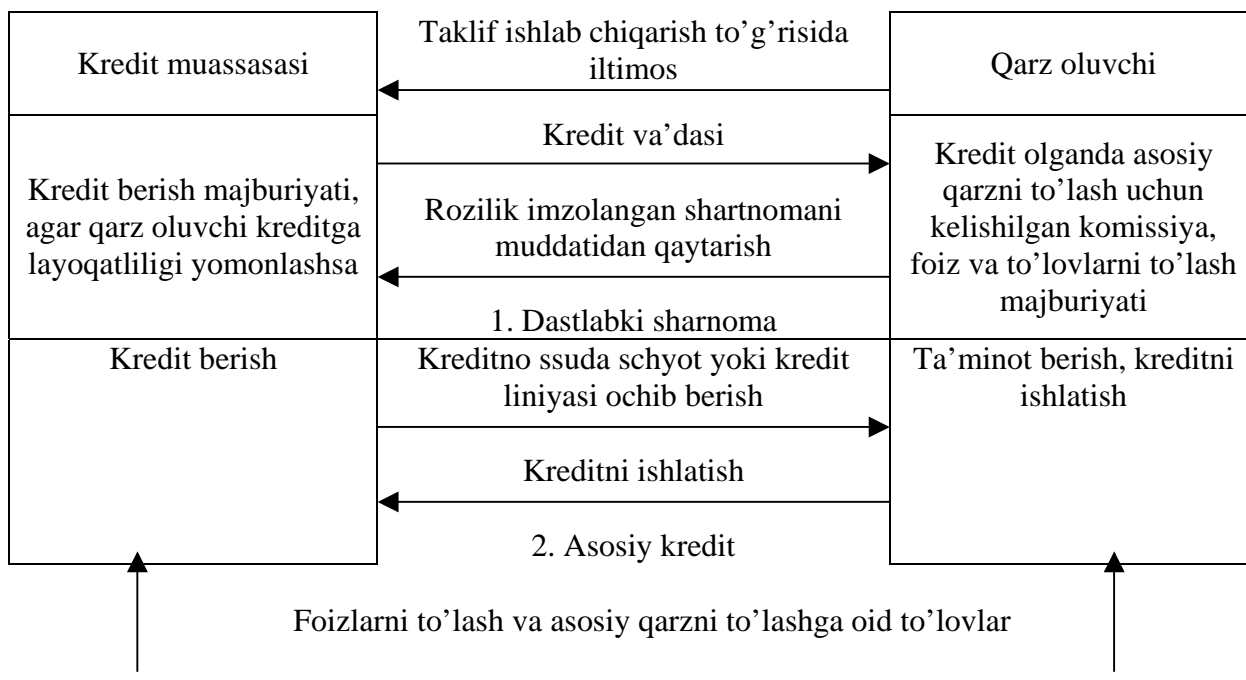 Kredit muassasasi
Taklif ishlab chiqarish to’g’risida
iltimos
Qarz oluvchi
Kredit berish majburiyati,
agar qarz oluvchi kreditga
layoqatliligi yomonlashsa
Kredit va’dasi
Rozilik imzolangan shartnomani
muddatidan qaytarish
1. Dastlabki sharnoma
Kredit olganda asosiy
qarzni to’lash uchun
kelishilgan komissiya,
foiz va to’lovlarni to’lash
majburiyati
Kredit berish
Kreditno ssuda schyot yoki kredit
liniyasi ochib berish
Kreditni ishlatish
2. Asosiy kredit
Ta’minot berish, kreditni
ishlatish
Foizlarni to’lash va asosiy qarzni to’lashga oid to’lovlar